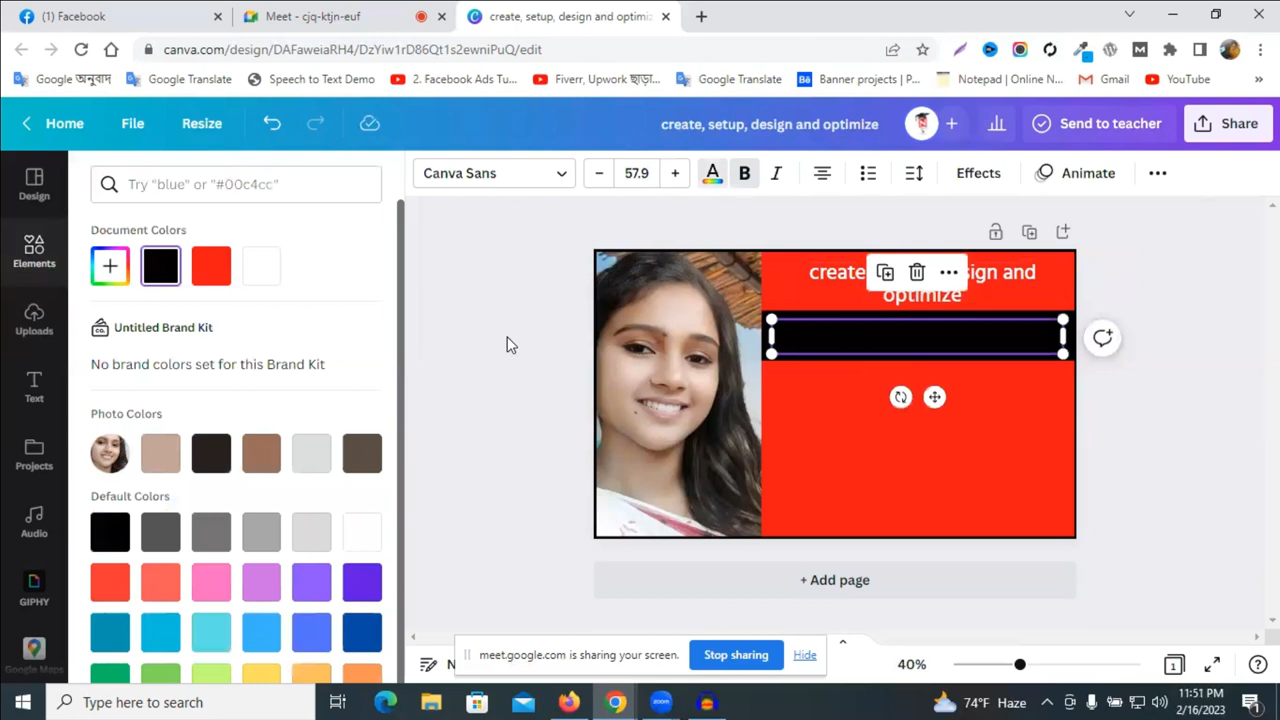 Facebook
Meet - cjq-ktjn-euf
create, setup, design and optimiz
canva.com/design/DAFaweiaRH4/DzYiw1rD86Qt1s2ewniPuQ/edit
Google অনুবাদ
Google Translate
Speech to Text Demo
2. Facebook Ads Tu...
Fiverr, Upwork ছাড়া...
Google Translate
Banner projects | P...
Notepad | Online N...
Gmail
YouTube
Home
File
Resize
create, setup, design and optimize
Send to teacher
Share
Design
Elements
Uploads
Text
Projects
Audio
GIPHY
Google Maps
Try "blue" or "#00c4cc"
Document Colors
Untitled Brand Kit
No brand colors set for this Brand Kit
Photo Colors
Default Colors
Canva Sans
57.9
Effects
Animate
create sign and
optimize
+ Add page
meet.google.com is sharing your screen.
Stop sharing
Hide
40%
1
Type here to search
74°F Haze
11:51 PM
2/16/2023